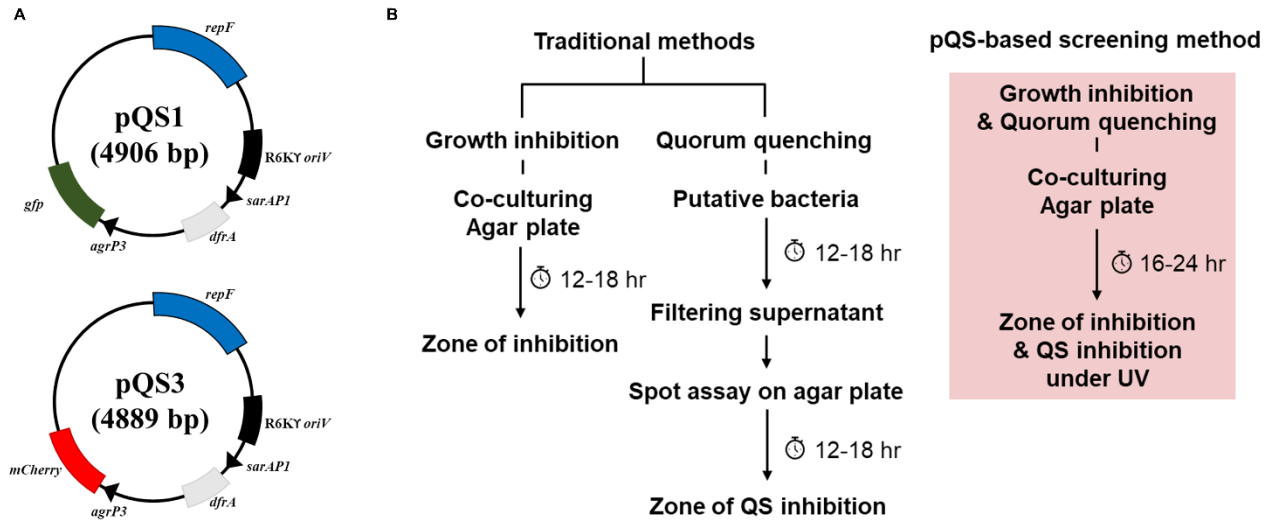 A
repF
pQS1
(4906 bp)
R6Kϒ oriV
sarAP1
dfrA
agrP3
gfp
repF
pQS3
(4889 bp)
R6Kϒ oriV
sarAP1
dfrA
agrP3
mCherry
B
Traditional methods
Growth inhibition
Co-culturing
Agar plate
12-18 hr
Zone of inhibition
Quorum quenching
Putative bacteria
12-18 hr
Filtering supernatant
Spot assay on agar plate
12-18 hr
Zone of QS inhibition
pQS-based screening method
Growth inhibition
& Quorum quenching
Co-culturing
Agar plate
16-24 hr
Zone of inhibition
& QS inhibition
under UV